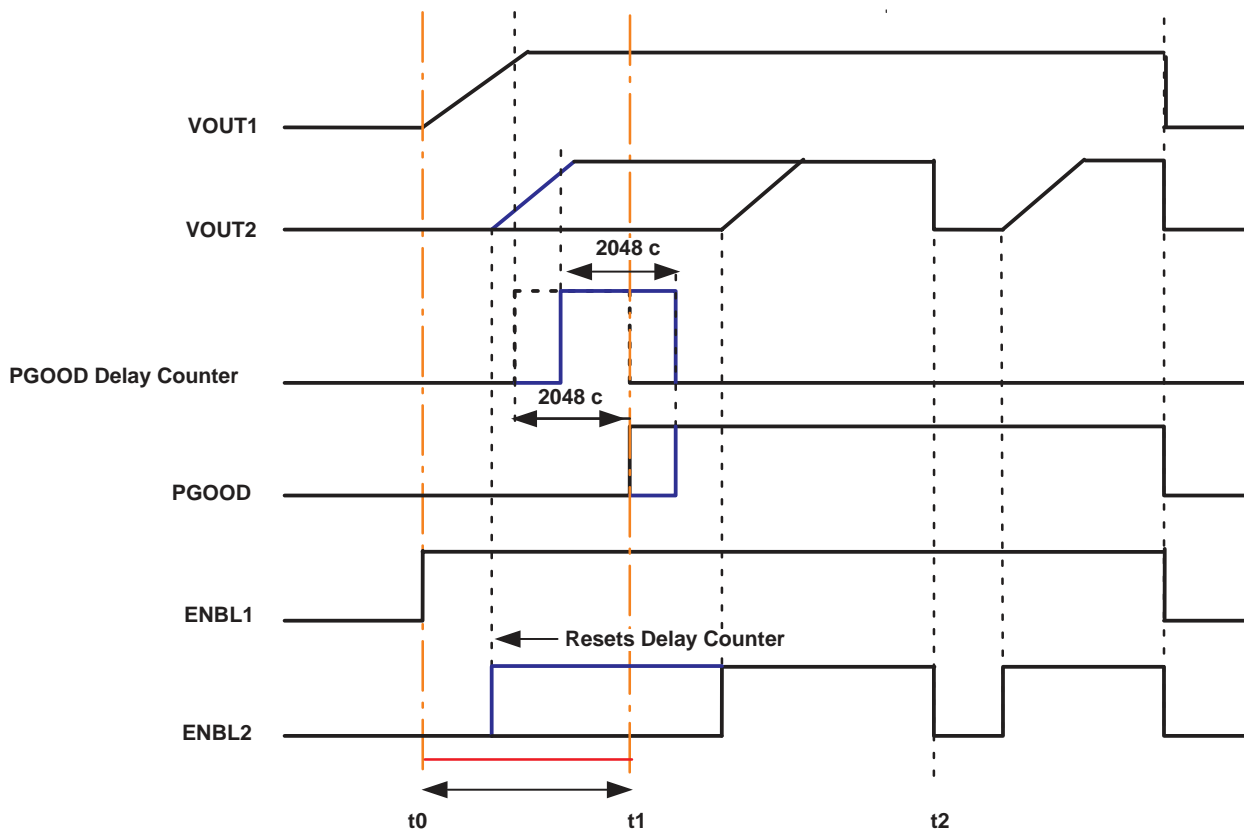 VOUT1
VOUT2
2048 c
PGOOD Delay Counter
2048 c
PGOOD
ENBL1
Resets Delay Counter
ENBL2
t0 t1 t2